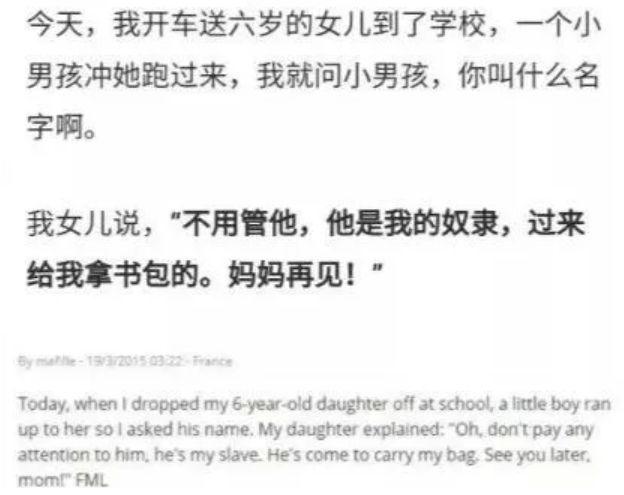 今天，我开车送六岁的女儿到了学校，一个小
男孩冲她跑过来，我就问小男孩，你叫什么名
字啊。
我女儿说，“不用管他，他是我的奴隶，过来
给我拿书包的。妈妈再见！”
By mafille - 19/3/2015 03:22 - France
Today, when I dropped my 6-year-old daughter off at school, a little boy ran
up to her so I asked his name. My daughter explained: "Oh, don't pay any
attention to him, he's my slave. He's come to carry my bag. See you later,
mom!" FML